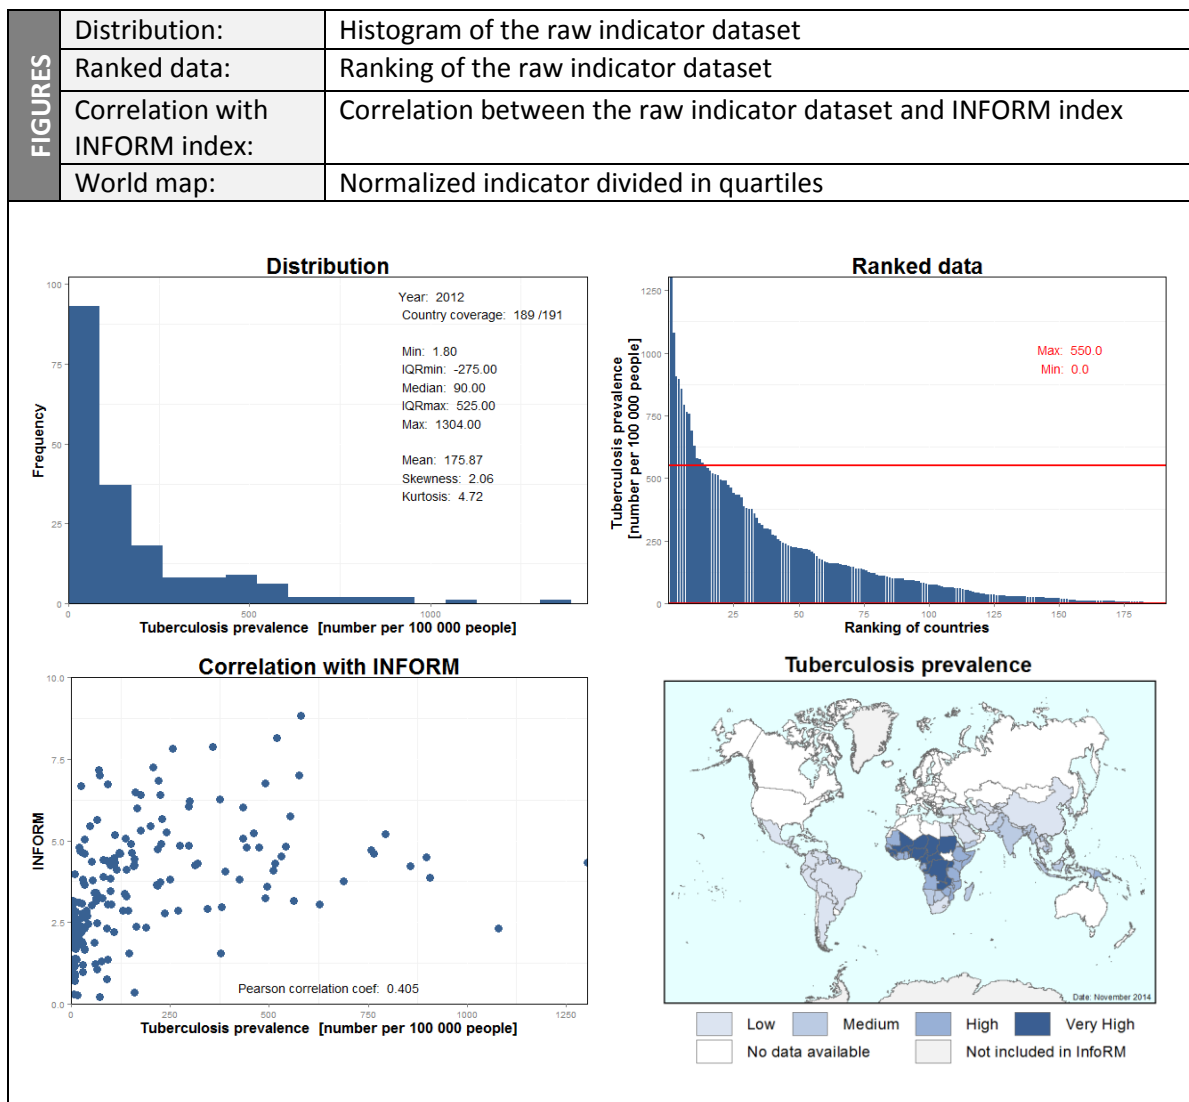 FIGURES
Distribution: Histogram of the raw indicator dataset
Ranked data: Ranking of the raw indicator dataset
Correlation with Correlation between the raw indicator dataset and INFORM index
INFORM index:
World map: Normalized indicator divided in quartiles
Distribution
100
75
50
25
0
Frequency
Year: 2012
Country coverage: 189 /191
Min: 1.80
IQRmin: -275.00
Median: 90.00
IQRmax: 525.00
Max: 1304.00
Mean: 175.87
Skewness: 2.06
Kurtosis: 4.72
0 500 1000
Tuberculosis prevalence [number per 100 000 people]
Ranked data
1250
1000
750
500
250
0
Tuberculosis prevalence
[number per 100 000 people]
Max: 550.0
Min: 0.0
25 50 75 100 125 150 175
Ranking of countries
Correlation with INFORM
10.0
7.5
5.0
2.5
0.0
INFORM
Pearson correlation coef: 0.405
0 250 500 750 1000 1250
Tuberculosis prevalence [number per 100 000 people]
Tuberculosis prevalence
Date: November 2014
Low Medium High Very High
No data available Not included in InfoRM